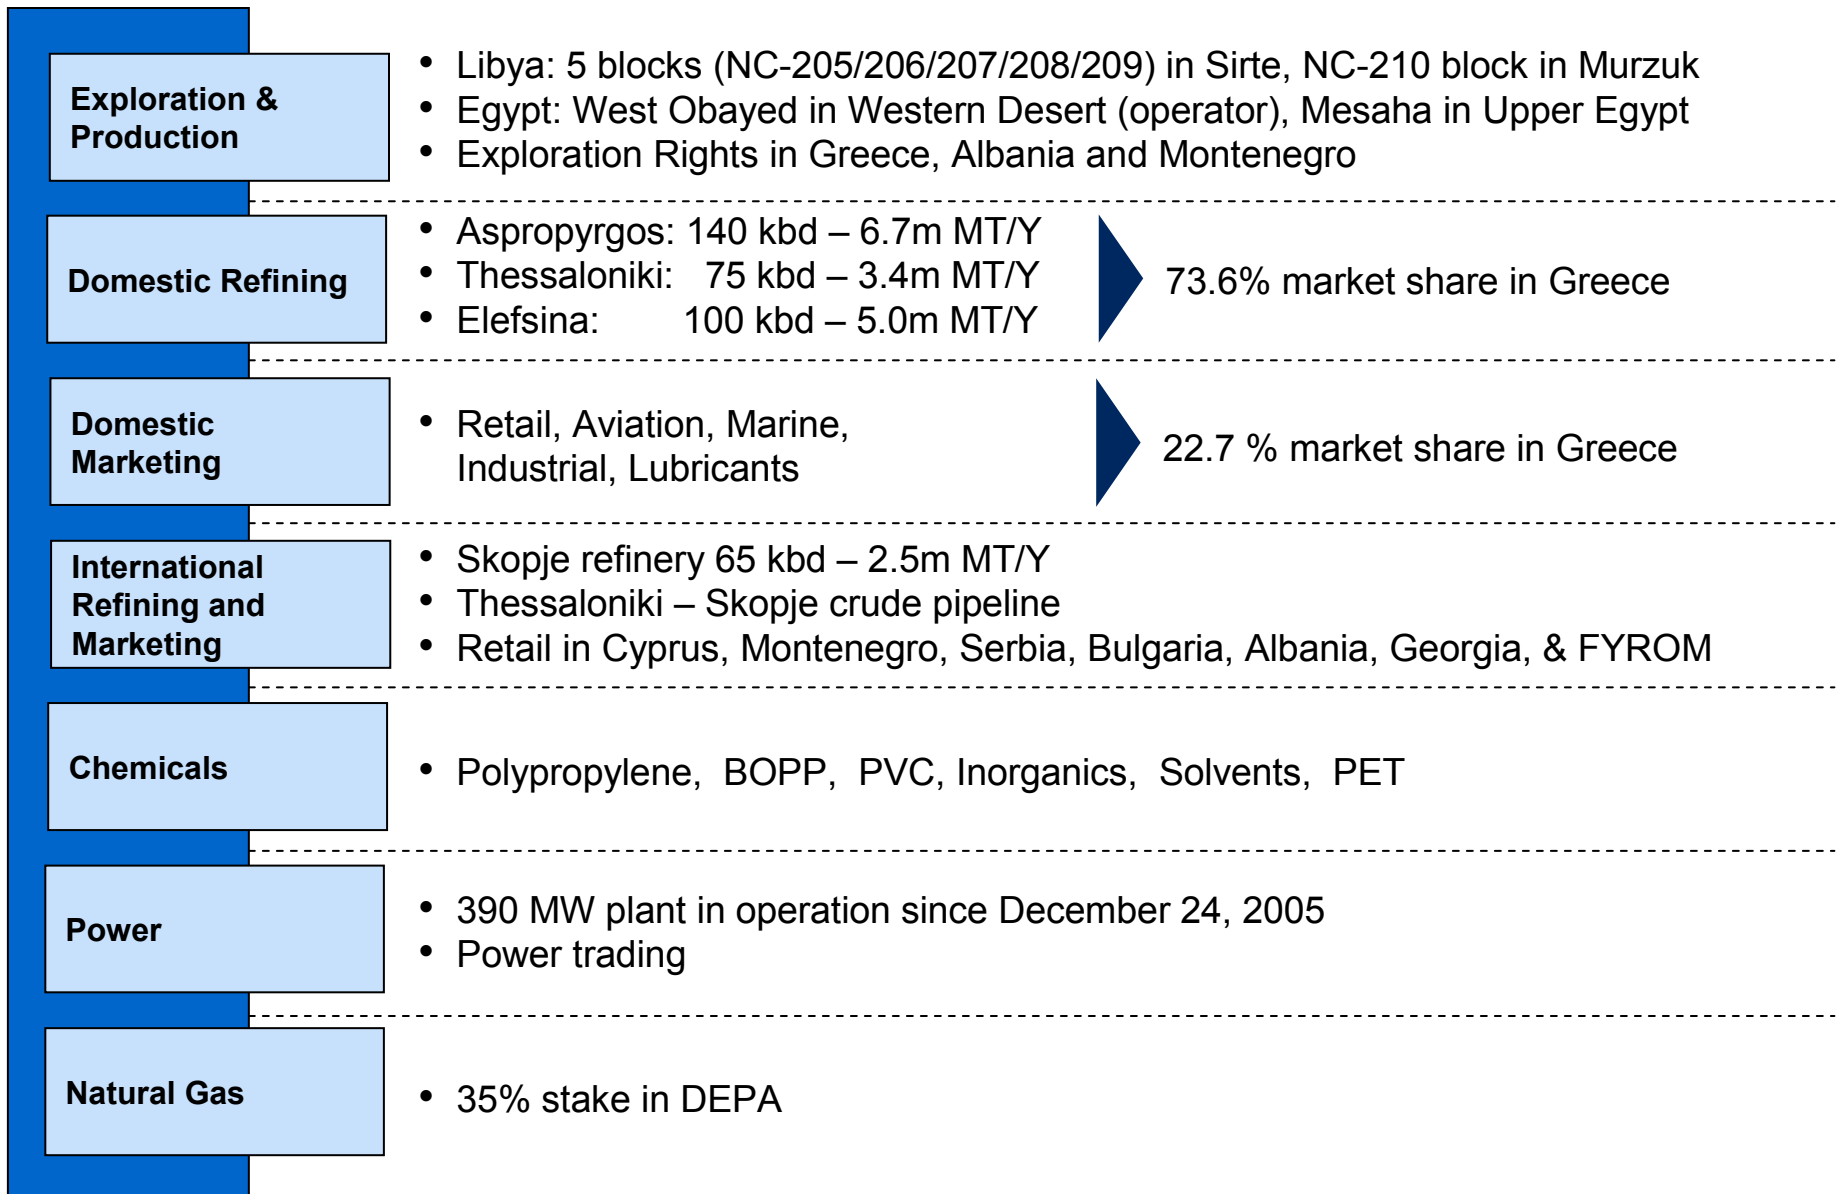 Exploration &
Production
• Libya: 5 blocks (NC-205/206/207/208/209) in Sirte, NC-210 block in Murzuk
• Egypt: West Obayed in Western Desert (operator), Mesaha in Upper Egypt
• Exploration Rights in Greece, Albania and Montenegro
Domestic Refining
• Aspropyrgos: 140 kbd – 6.7m MT/Y
• Thessaloniki: 75 kbd – 3.4m MT/Y
• Elefsina: 100 kbd – 5.0m MT/Y
73.6% market share in Greece
Domestic
Marketing
• Retail, Aviation, Marine,
Industrial, Lubricants
22.7 % market share in Greece
International
Refining and
Marketing
• Skopje refinery 65 kbd – 2.5m MT/Y
• Thessaloniki – Skopje crude pipeline
• Retail in Cyprus, Montenegro, Serbia, Bulgaria, Albania, Georgia, & FYROM
Chemicals
• Polypropylene, BOPP, PVC, Inorganics, Solvents, PET
Power
• 390 MW plant in operation since December 24, 2005
• Power trading
Natural Gas
• 35% stake in DEPA